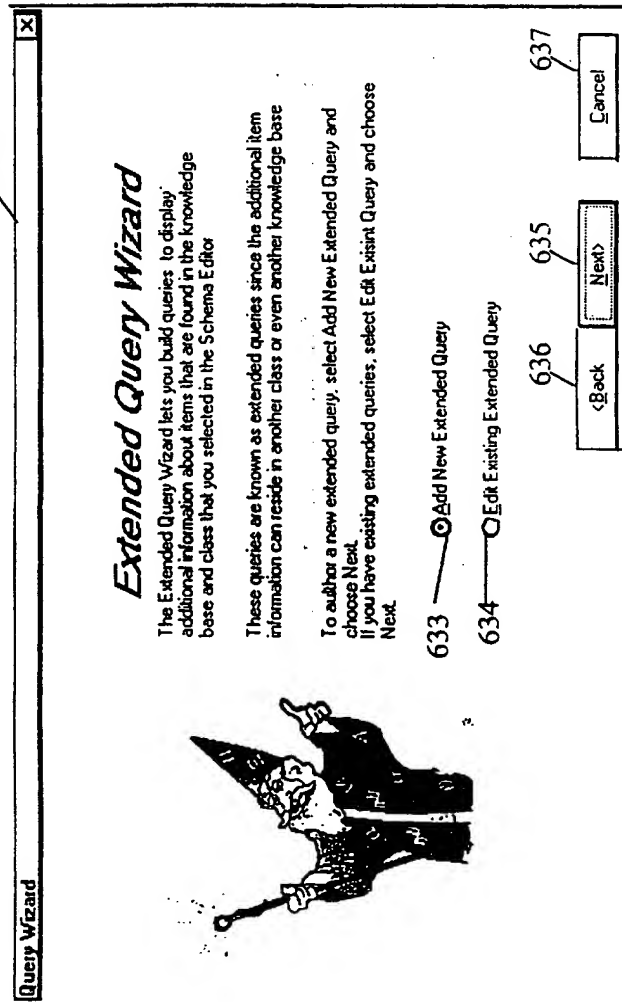 Query Wizard
Extended Query Wizard
The Extended Query Wizard lets you build queries to display
additional information about items that are found in the knowledge
base and class that you selected in the Schema Editor
These queries are known as extended queries since the additional item
information can reside in another class or even another knowledge base
To author a new extended query, select Add New Extended Query and
choose Next.
If you have existing extended queries, select Edit Exisint Query and choose
Next.
633
Add New Extended Query
634
Edit Existing Extended Query
636
635
637
<Back
Next>
Cancel